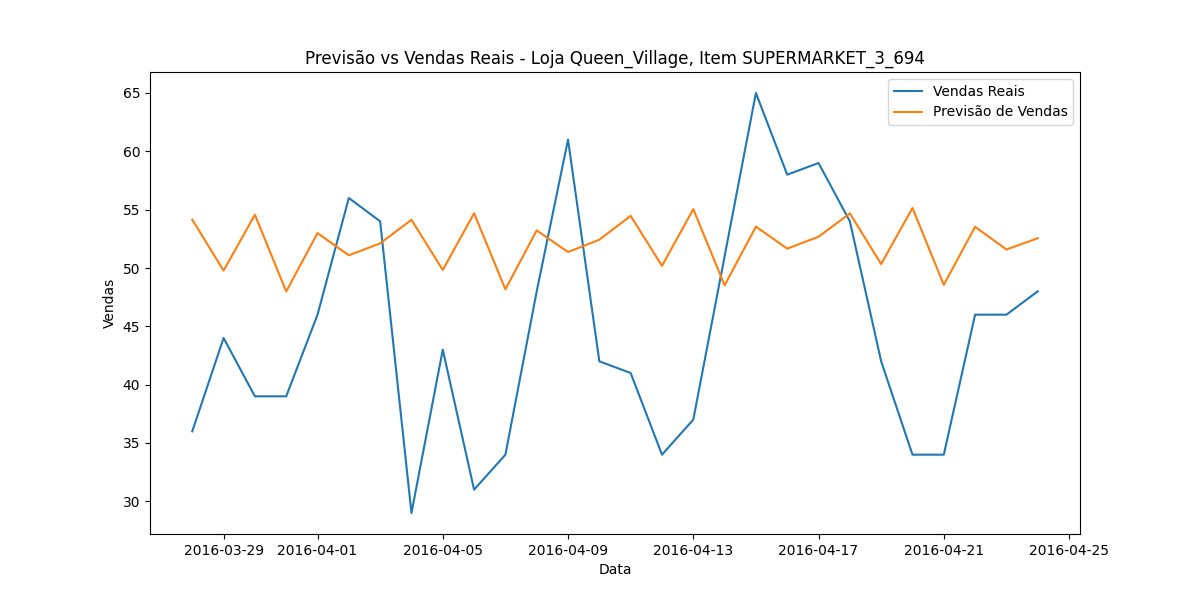 Previsão vs Vendas Reais - Loja Queen_Village, Item SUPERMARKET_3_694
Vendas Reais
Previsão de Vendas
Vendas
65
60
55
50
45
40
35
30
2016-03-29 2016-04-01 2016-04-05 2016-04-09 2016-04-13 2016-04-17 2016-04-21 2016-04-25
Data